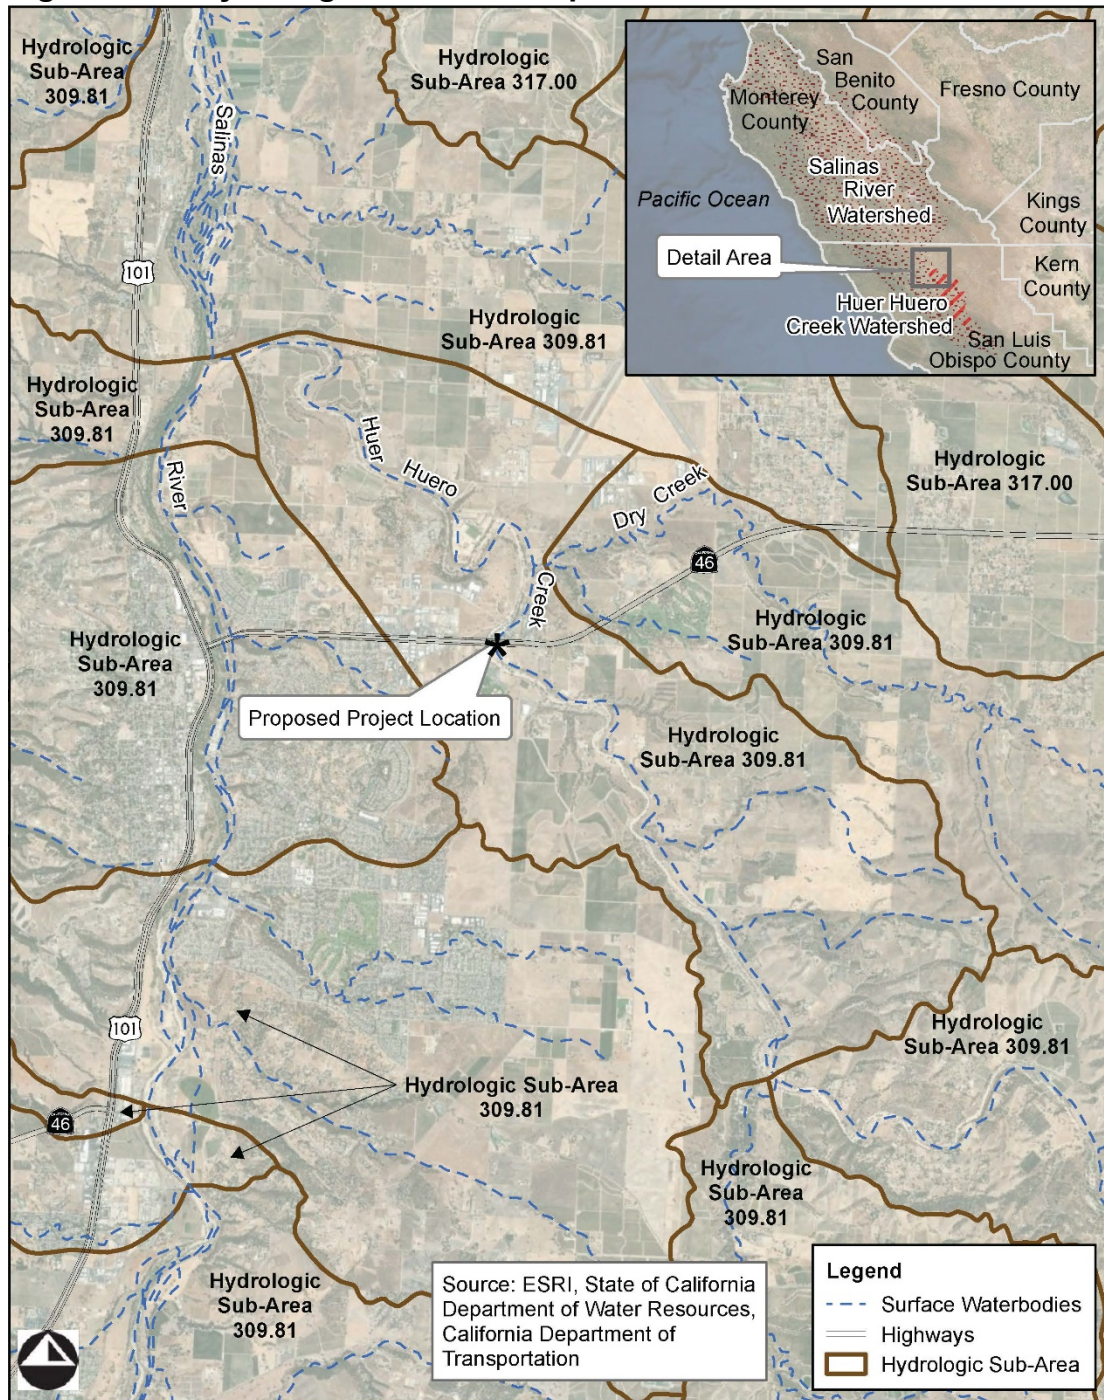 Hydrologic
Sub-Area
309.81
Hydrologic
Sub-Area 317.00
Salinas
San
Benito
County
Fresno County
Monterey
County
Salinas
River
Watershed
Pacific Ocean
Kings
County
Detail Area
Kern
County
Huer Huero
Creek Watershed
San Luis
Obispo County
101
Hydrologic
Sub-Area 309.81
Hydrologic
Sub-Area
309.81
Huer
Huero
River
Dry Creek
Hydrologic
Sub-Area 317.00
46
Creek
Hydrologic
Sub-Area 309.81
Hydrologic
Sub-Area
309.81
Proposed Project Location
Hydrologic
Sub-Area 309.81
101
Hydrologic
Sub-Area 309.81
Hydrologic Sub-Area
309.81
46
Hydrologic
Sub-Area
309.81
Hydrologic
Sub-Area
309.81
Source: ESRI, State of California
Department of Water Resources,
California Department of
Transportation
Legend
Surface Waterbodies
Highways
Hydrologic Sub-Area